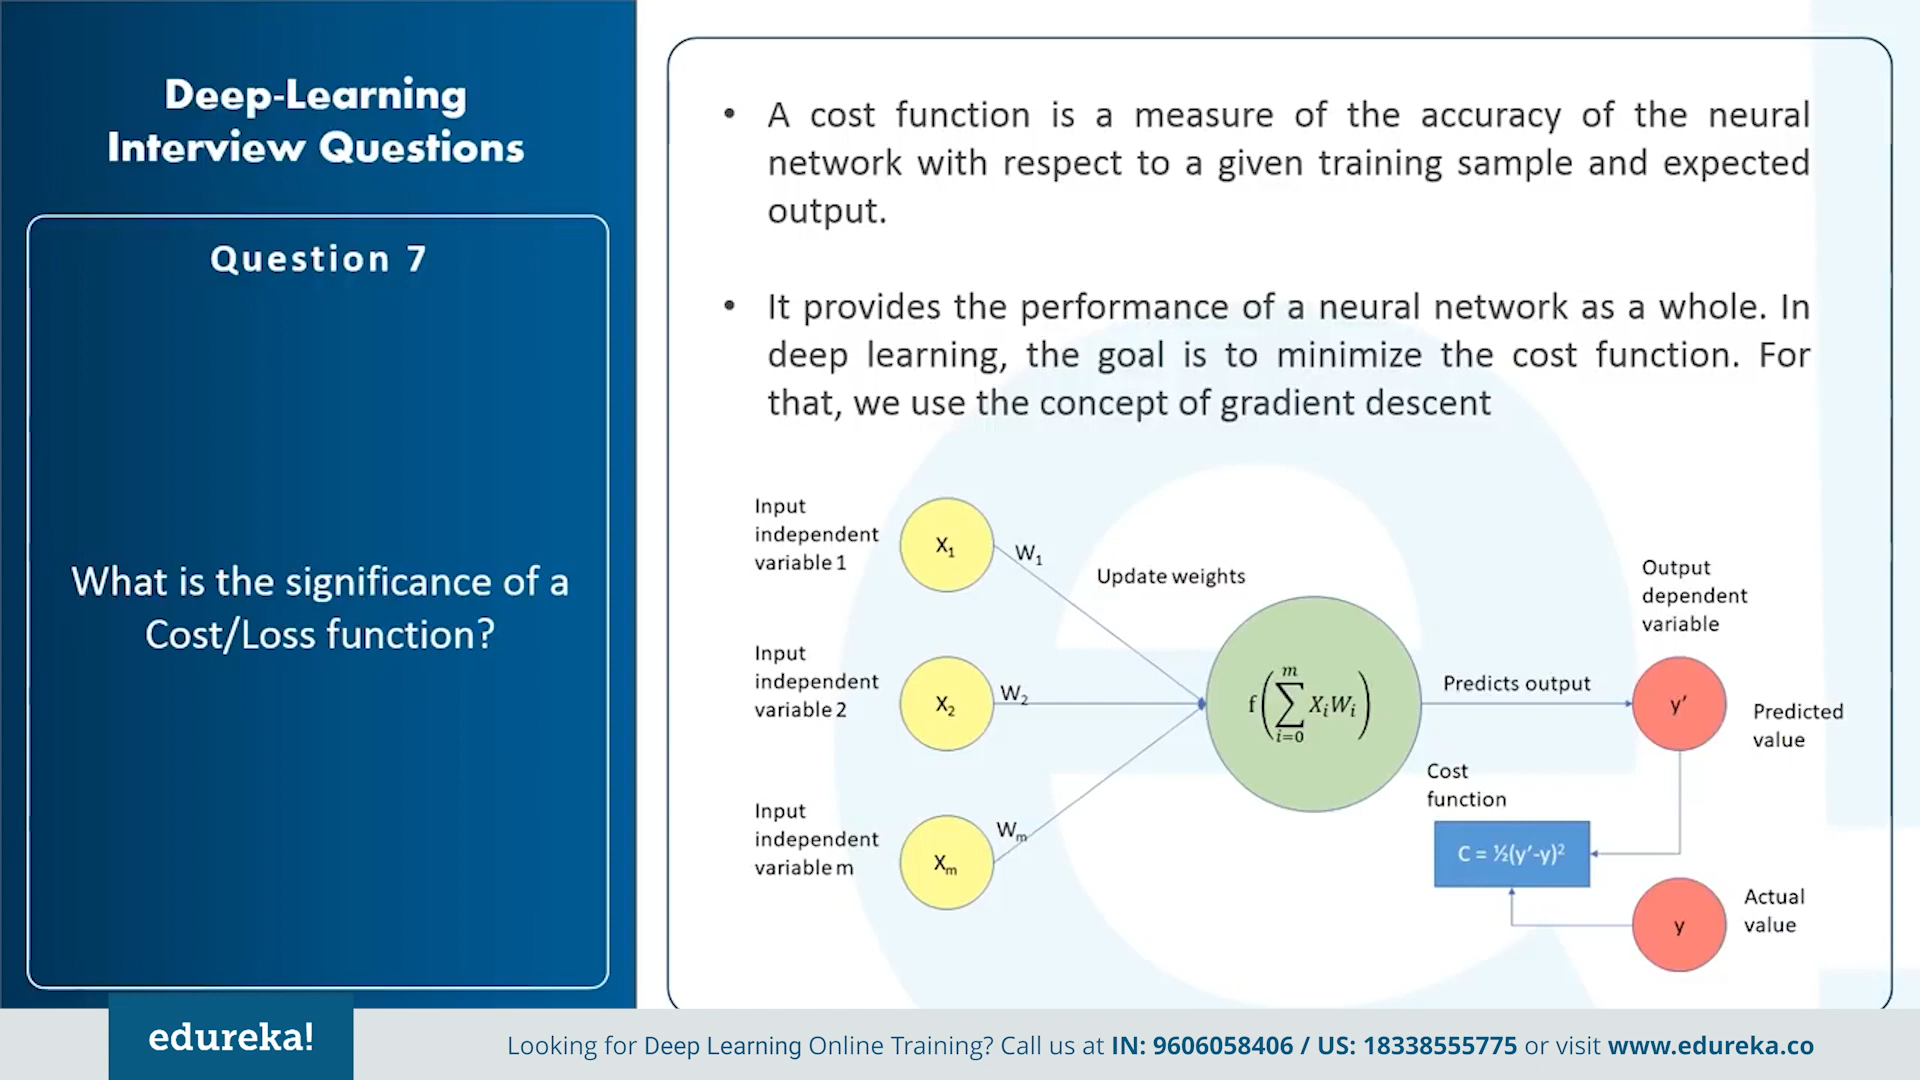 Deep-Learning
Interview Questions
Question 7
What is the significance of a
Cost/Loss function?
• A cost function is a measure of the accuracy of the neural
network with respect to a given training sample and expected
output.
• It provides the performance of a neural network as a whole. In
deep learning, the goal is to minimize the cost function. For
that, we use the concept of gradient descent
Input
independent
variable 1
X₁
W₁
Update weights
Input
independent
variable 2
X₂
W₂
Input
independent
variable m
Xₘ
Wₘ
f(∑ᵢ₌₀ᵐ XᵢWᵢ)
Predicts output
Output
dependent
variable
y'
Predicted
value
Cost
function
C = ½(y'-y)²
y
Actual
value
edureka!
Looking for Deep Learning Online Training? Call us at IN: 9606058406 / US: 18338555775 or visit www.edureka.co